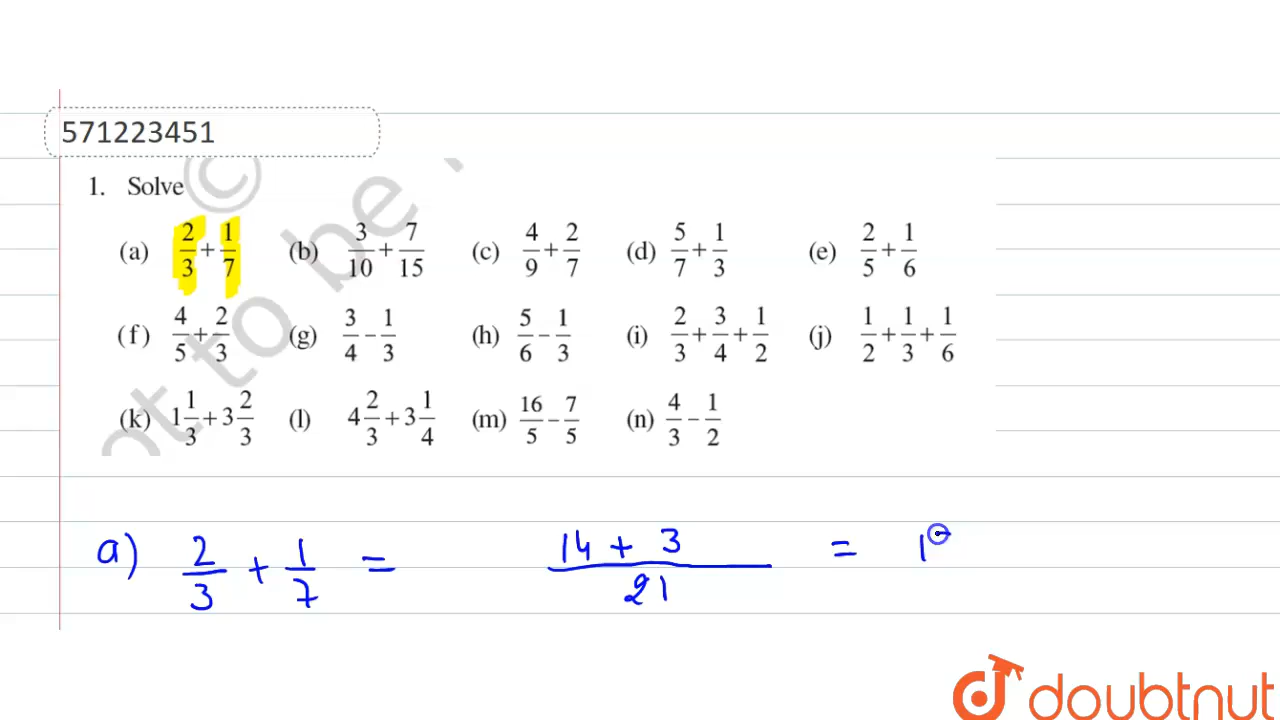 571223451
1. Solve
(a) 2/3 + 1/7 (b) 3/10 + 7/15 (c) 4/9 + 2/7 (d) 5/7 + 1/3 (e) 2/5 + 1/6
(f) 4/5 + 2/3 (g) 3/4 − 1/3 (h) 5/6 − 1/3 (i) 2/3 + 3/4 + 1/2 (j) 1/2 + 1/3 + 1/6
(k) 1 1/3 + 3 2/3 (l) 4 2/3 + 3 1/4 (m) 16/5 − 7/5 (n) 4/3 − 1/2
a) 2/3 + 1/7 = 14 + 3/21 = 1
doubtnut